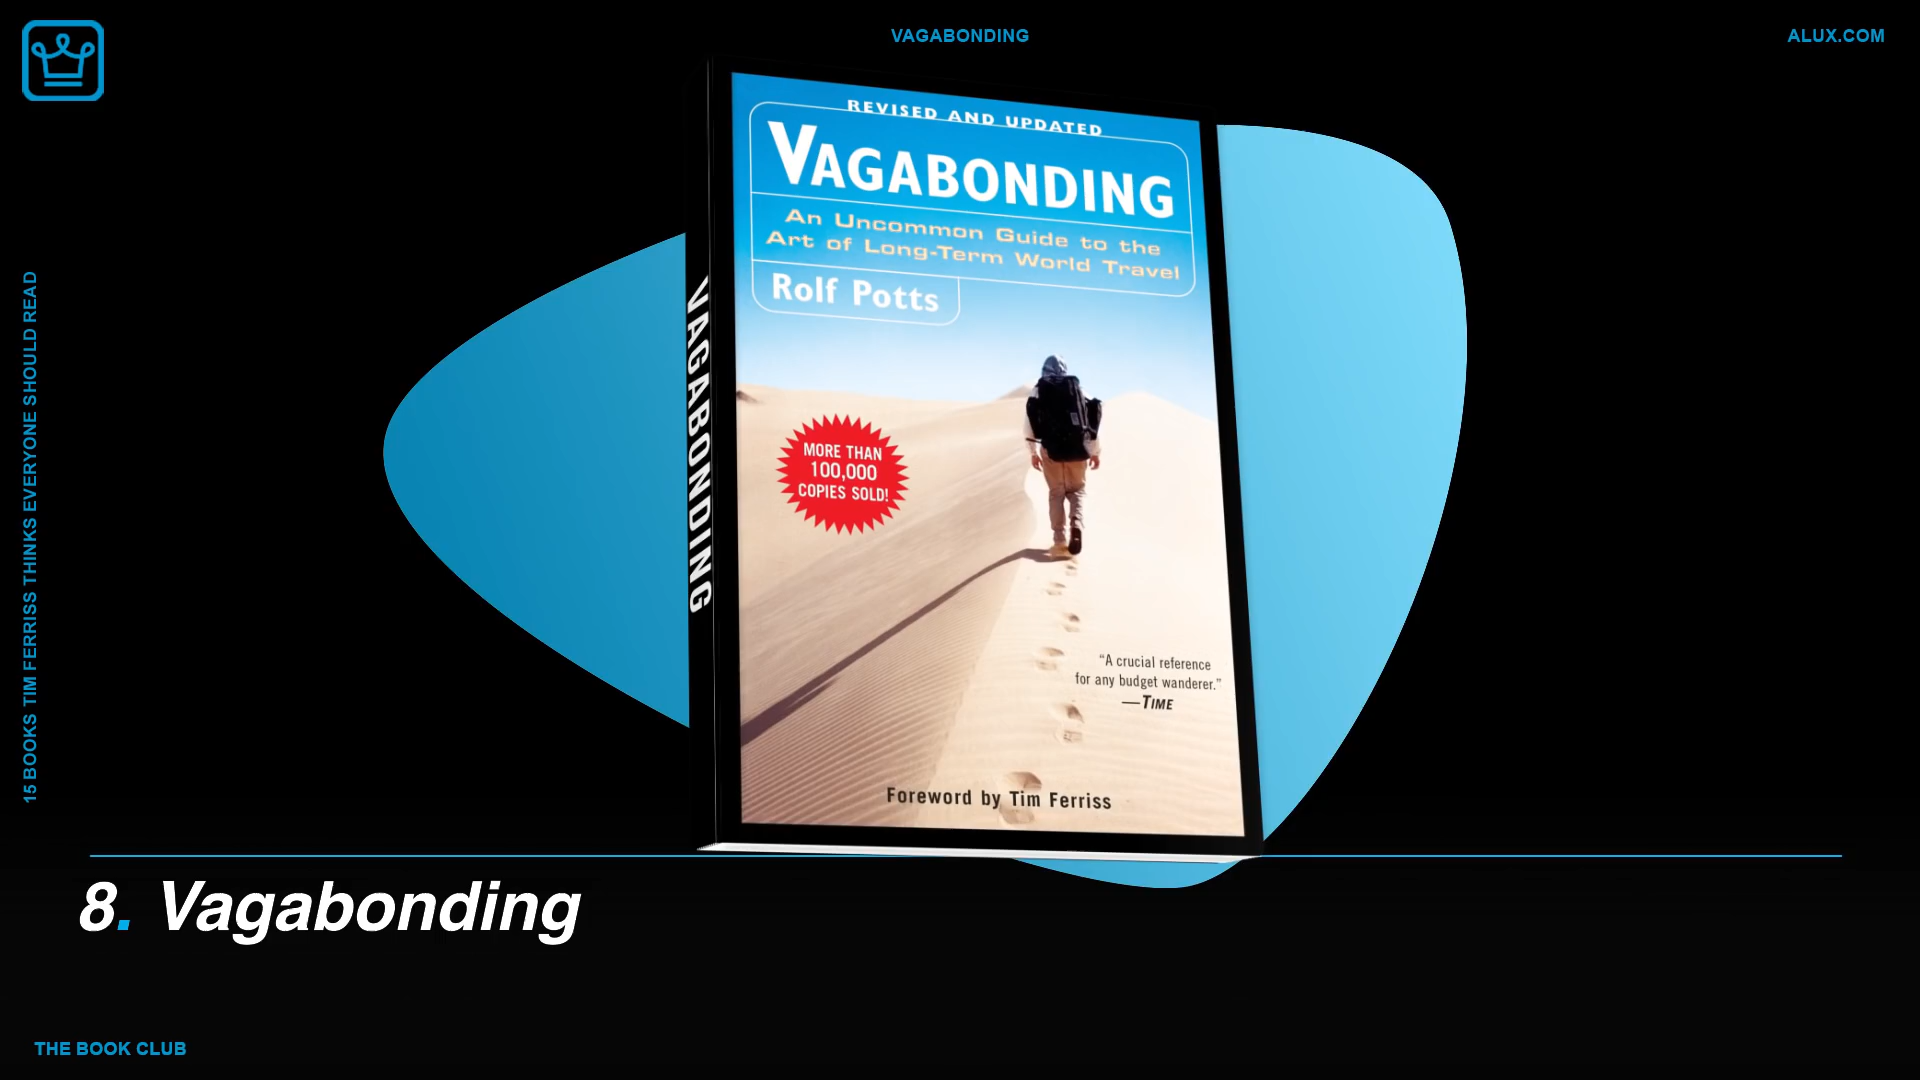 VAGABONDING
ALUX.COM
15 BOOKS TIM FERRISS THINKS EVERYONE SHOULD READ
VAGABONDING
REVISED AND UPDATED
VAGABONDING
An Uncommon Guide to the
Art of Long-Term World Travel
Rolf Potts
MORE THAN
100,000
COPIES SOLD!
“A crucial reference
for any budget wanderer.”
—TIME
Foreword by Tim Ferriss
8. Vagabonding
THE BOOK CLUB